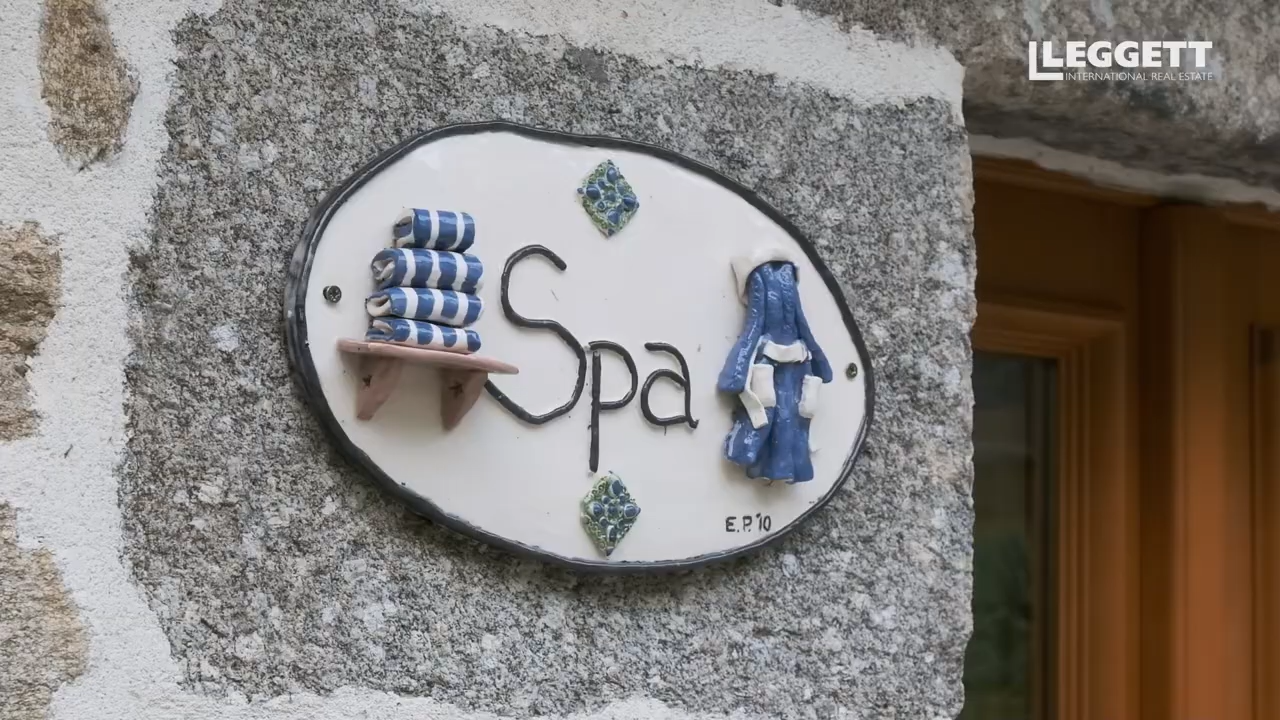 LEGGETT
INTERNATIONAL REAL ESTATE
Spa
E.P.'10